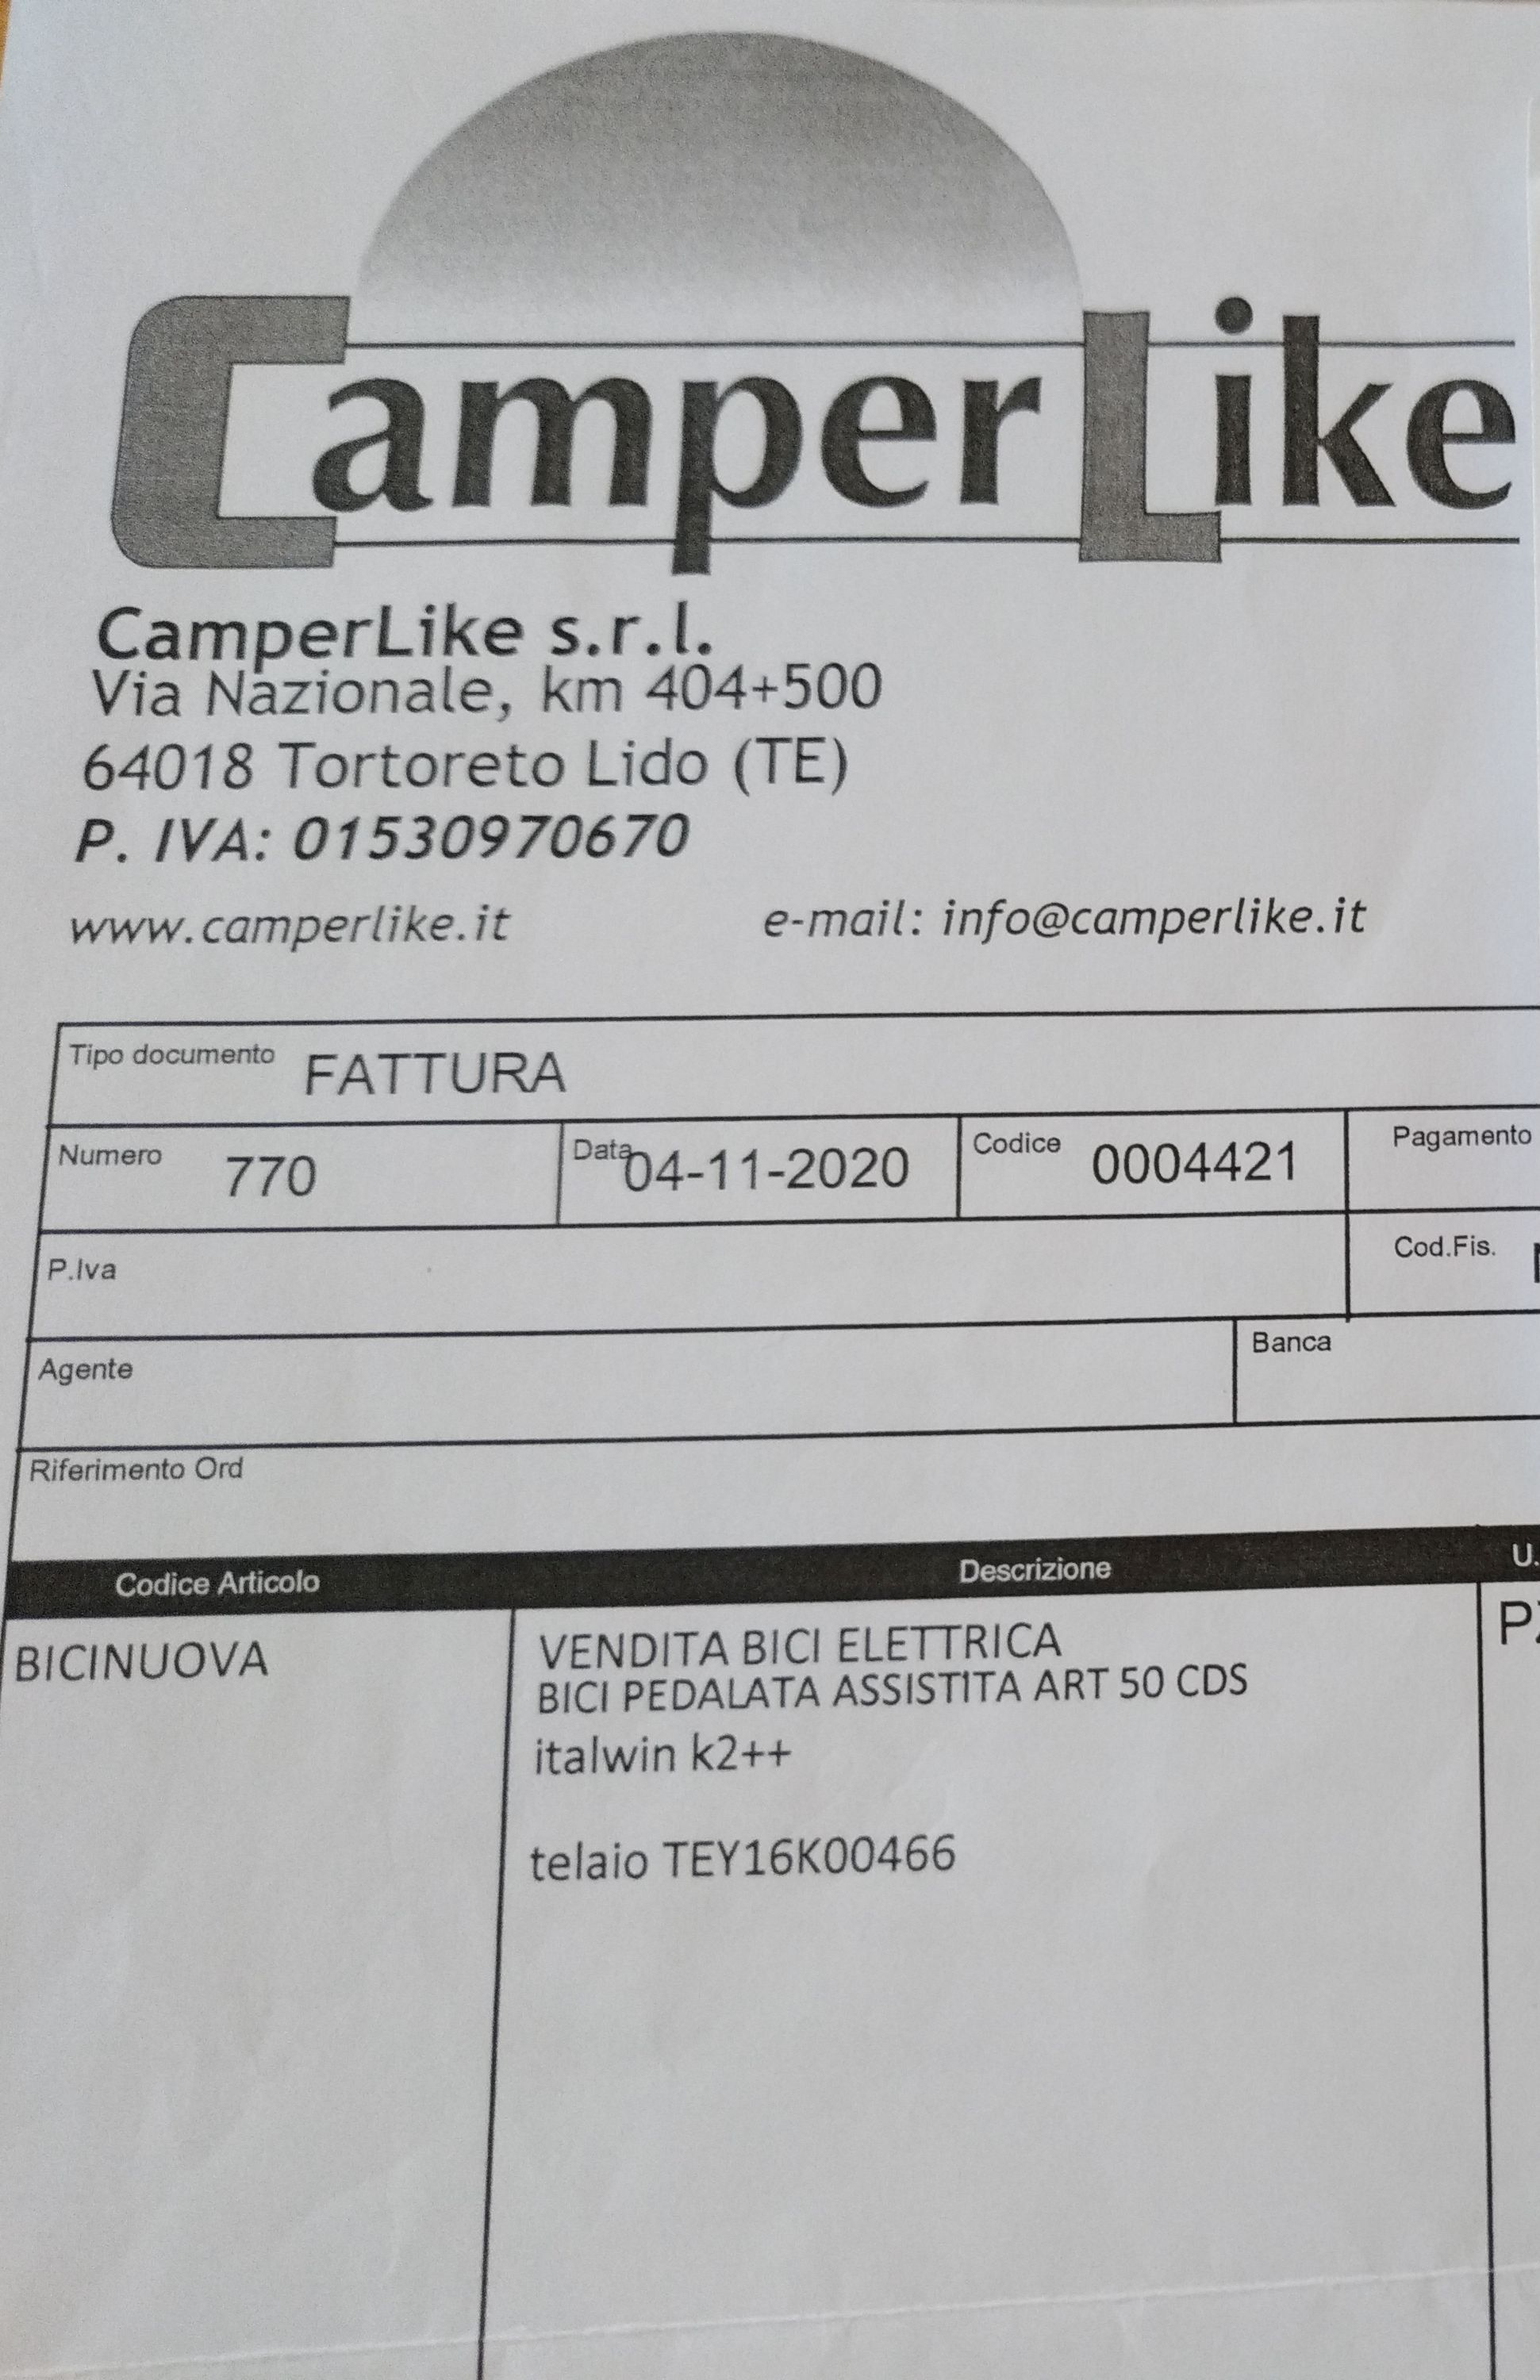 CamperLike
CamperLike s.r.l.
Via Nazionale, km 404+500
64018 Tortoreto Lido (TE)
P. IVA: 01530970670
www.camperlike.it e-mail: info@camperlike.it
Tipo documento FATTURA
Numero 770 Data 04-11-2020 Codice 0004421 Pagamento
P.Iva Cod.Fis.
Agente Banca
Riferimento Ord
Codice Articolo Descrizione U.
BICINUOVA VENDITA BICI ELETTRICA
BICI PEDALATA ASSISTITA ART 50 CDS
italwin k2++
telaio TEY16K00466